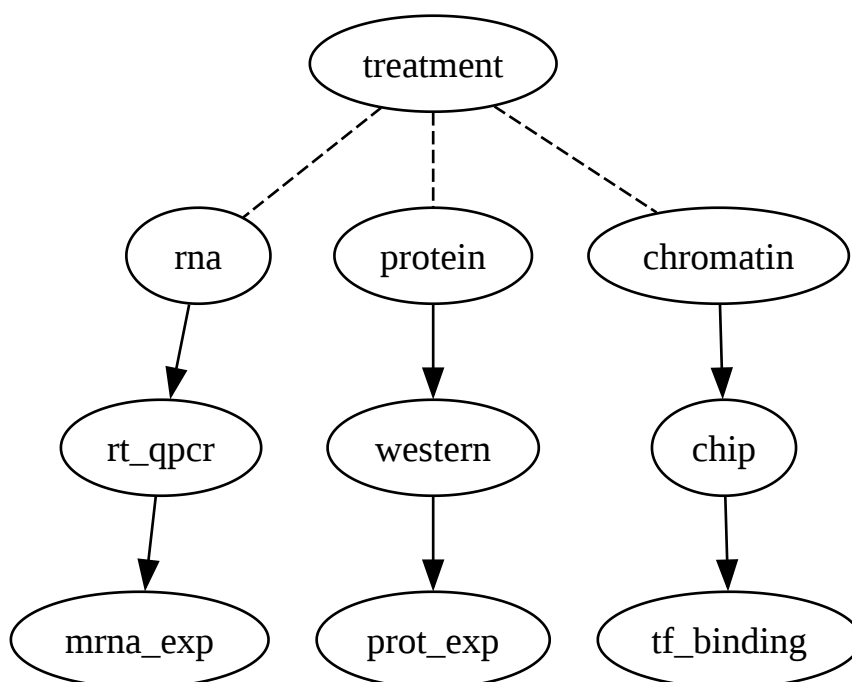 treatment
rna
protein
chromatin
rt_qpcr
western
chip
mrna_exp
prot_exp
tf_binding